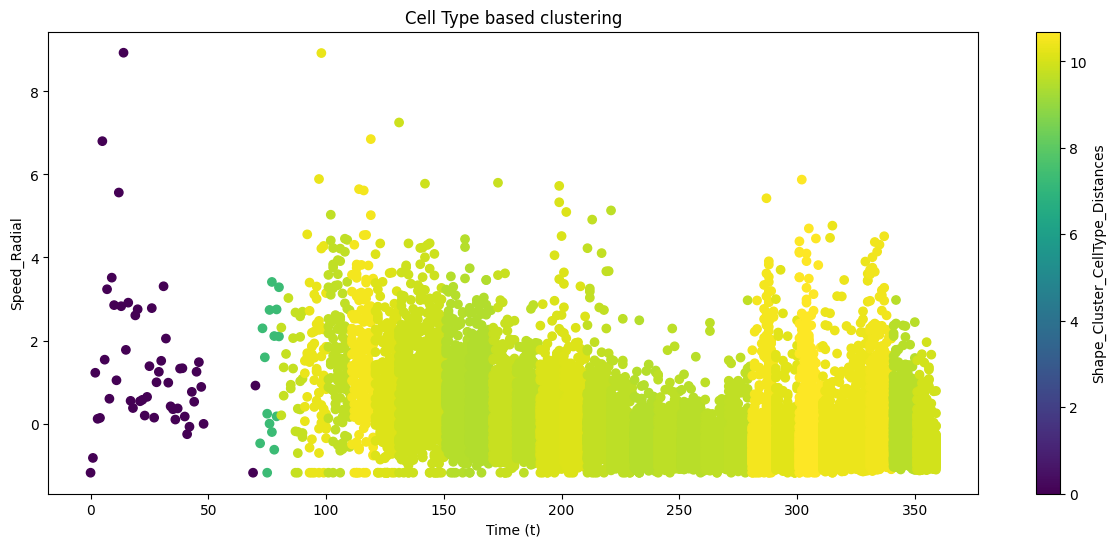 Cell Type based clustering
Speed_Radial
8
6
4
2
0
0 50 100 150 200 250 300 350
Time (t)
10
8
6
4
2
0
Shape_Cluster_CellType_Distances